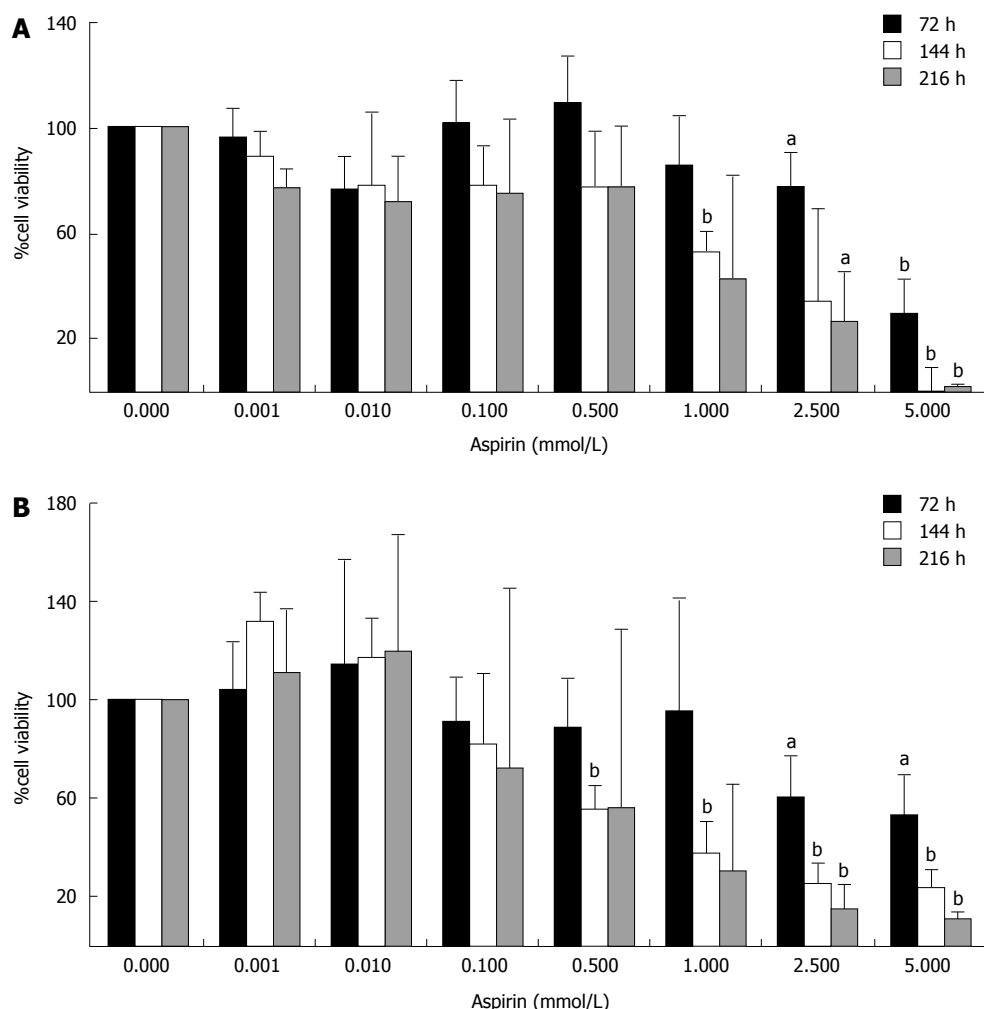 A
140
100
60
20
%cell viability
72 h
144 h
216 h
a
b
a
b
b
b
0.000 0.001 0.010 0.100 0.500 1.000 2.500 5.000
Aspirin (mmol/L)
B
180
140
100
60
20
%cell viability
72 h
144 h
216 h
b
b
a
b
b
a
b
b
0.000 0.001 0.010 0.100 0.500 1.000 2.500 5.000
Aspirin (mmol/L)